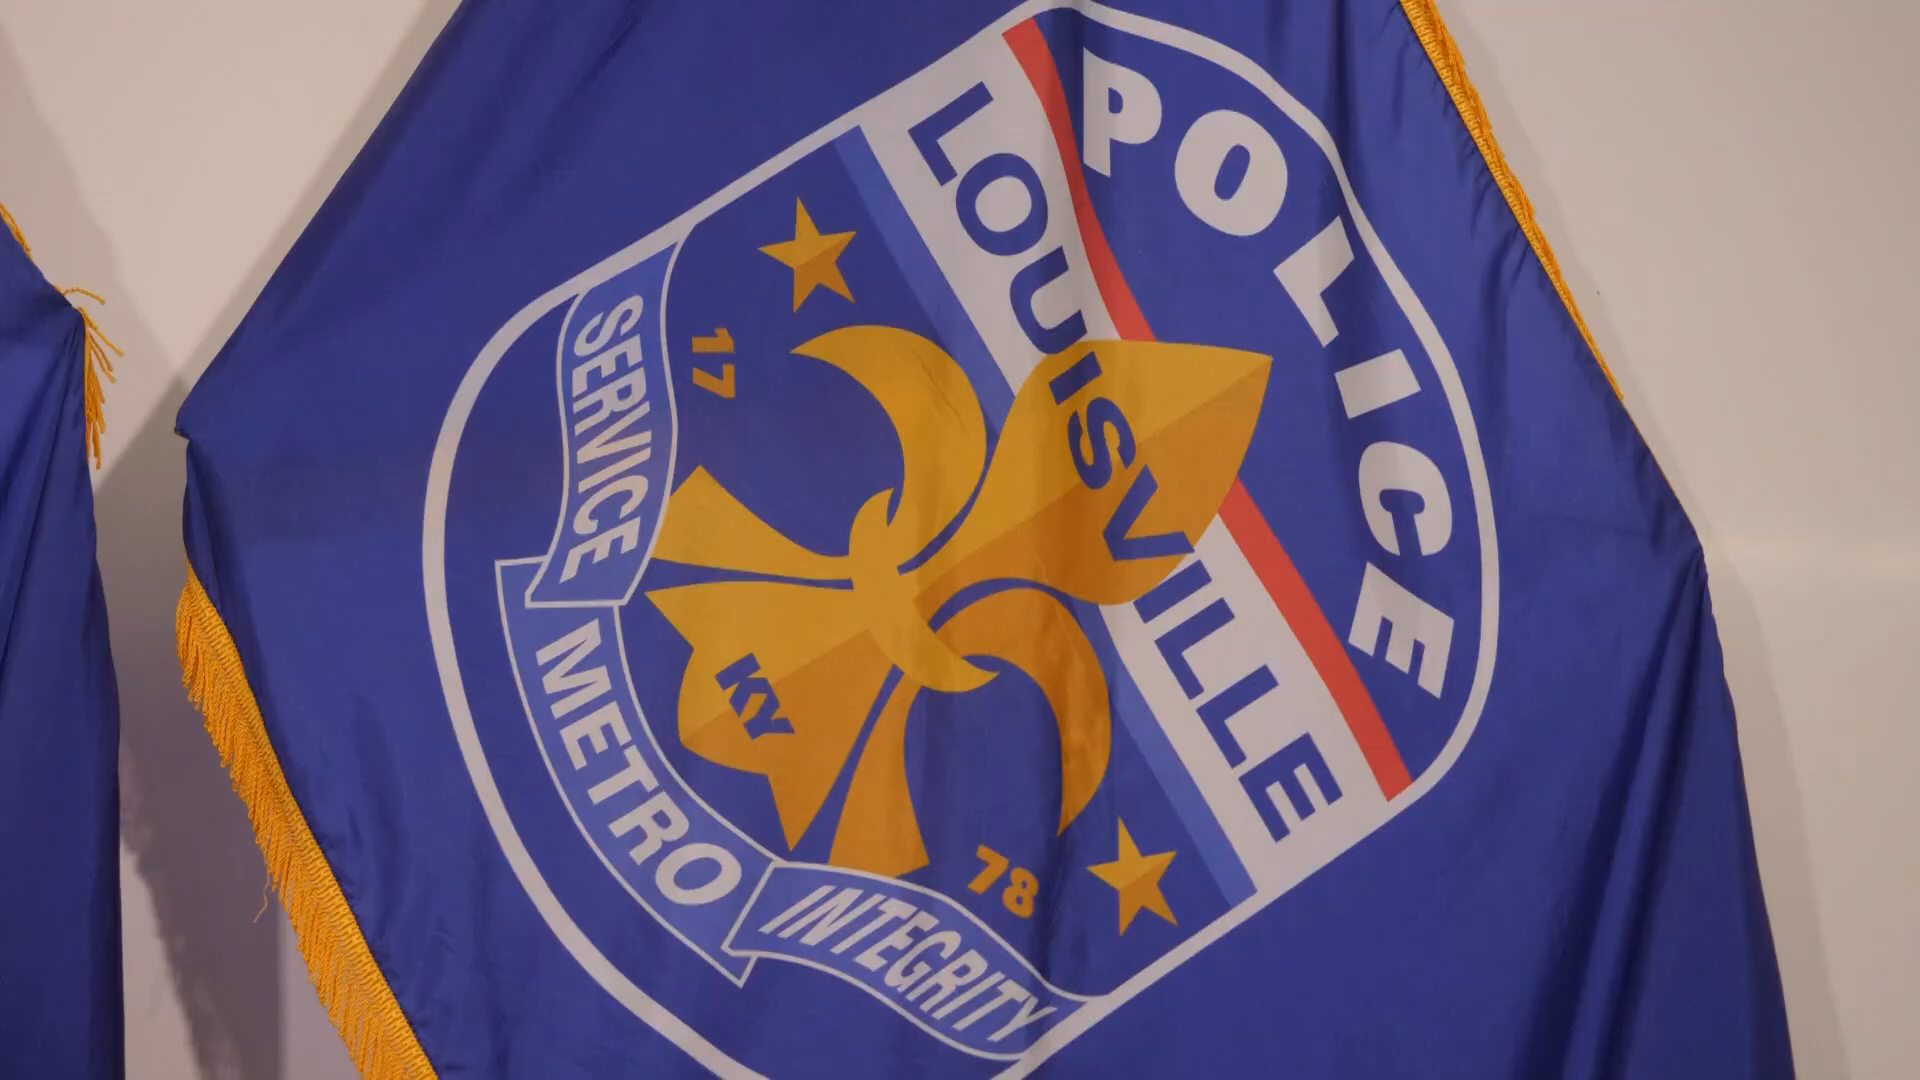 POLICE
LOUISVILLE
17 78
KY
SERVICE
METRO
INTEGRITY